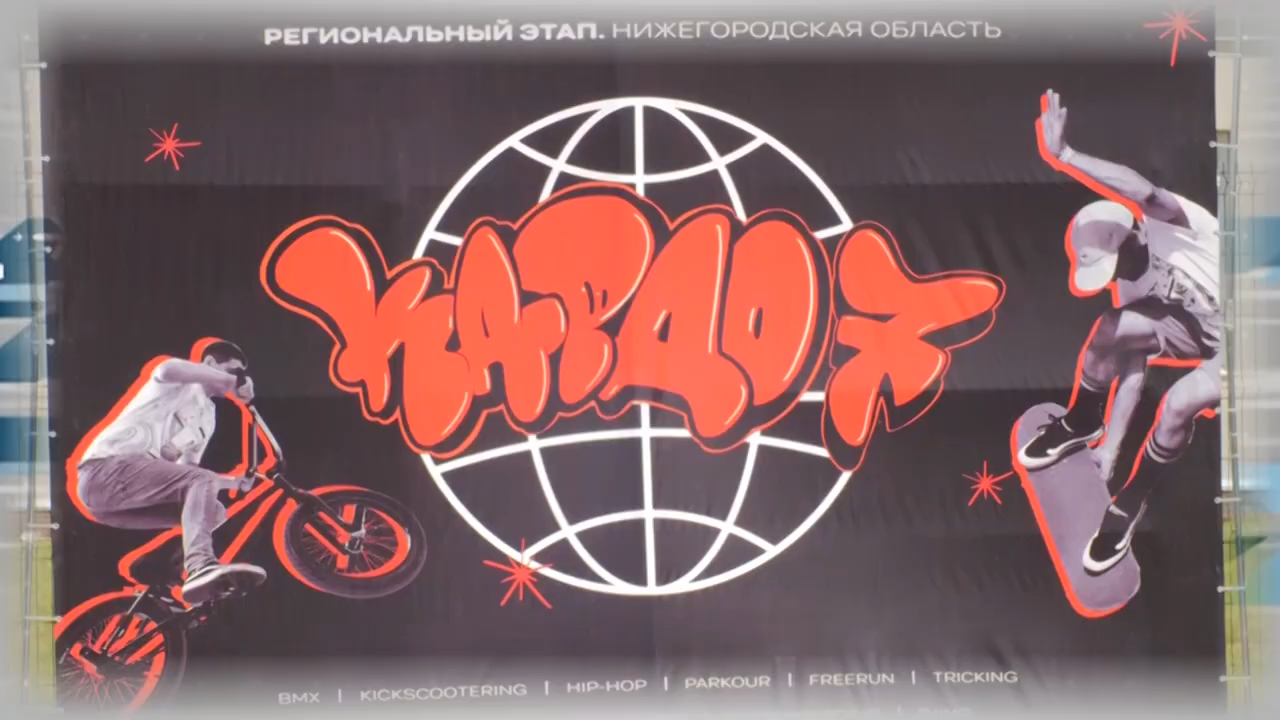 РЕГИОНАЛЬНЫЙ ЭТАП. НИЖЕГОРОДСКАЯ ОБЛАСТЬ
КАРДО 7
BMX | KICKSCOOTERING | HIP-HOP | PARKOUR | FREERUN | TRICKING